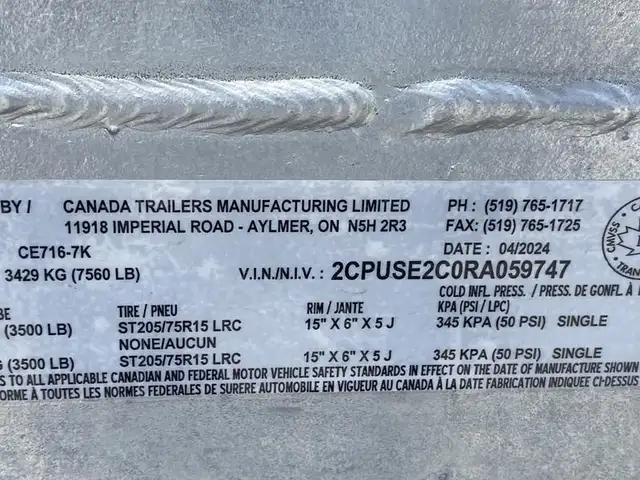 BY / CANADA TRAILERS MANUFACTURING LIMITED PH : (519) 765-1717
11918 IMPERIAL ROAD - AYLMER, ON N5H 2R3 FAX: (519) 765-1725
CE716-7K DATE : 04/2024
3429 KG (7560 LB) V.I.N./N.I.V. : 2CPUSE2C0RA059747
COLD INFL. PRESS. / PRESS. DE GONFL. À
TIRE / PNEU RIM / JANTE KPA (PSI / LPC)
(3500 LB) ST205/75R15 LRC 15" X 6" X 5 J 345 KPA (50 PSI) SINGLE
NONE/AUCUN
(3500 LB) ST205/75R15 LRC 15" X 6" X 5 J 345 KPA (50 PSI) SINGLE
S TO ALL APPLICABLE CANADIAN AND FEDERAL MOTOR VEHICLE SAFETY STANDARDS IN EFFECT ON THE DATE OF MANUFACTURE SHOWN
ORME À TOUTES LES NORMES FEDERALES DE SURERE AUTOMOBILE EN VIGUEUR AU CANADA À LA DATE FABRICATION INDIQUEE CI-DESSUS
CMVSS
TRAN